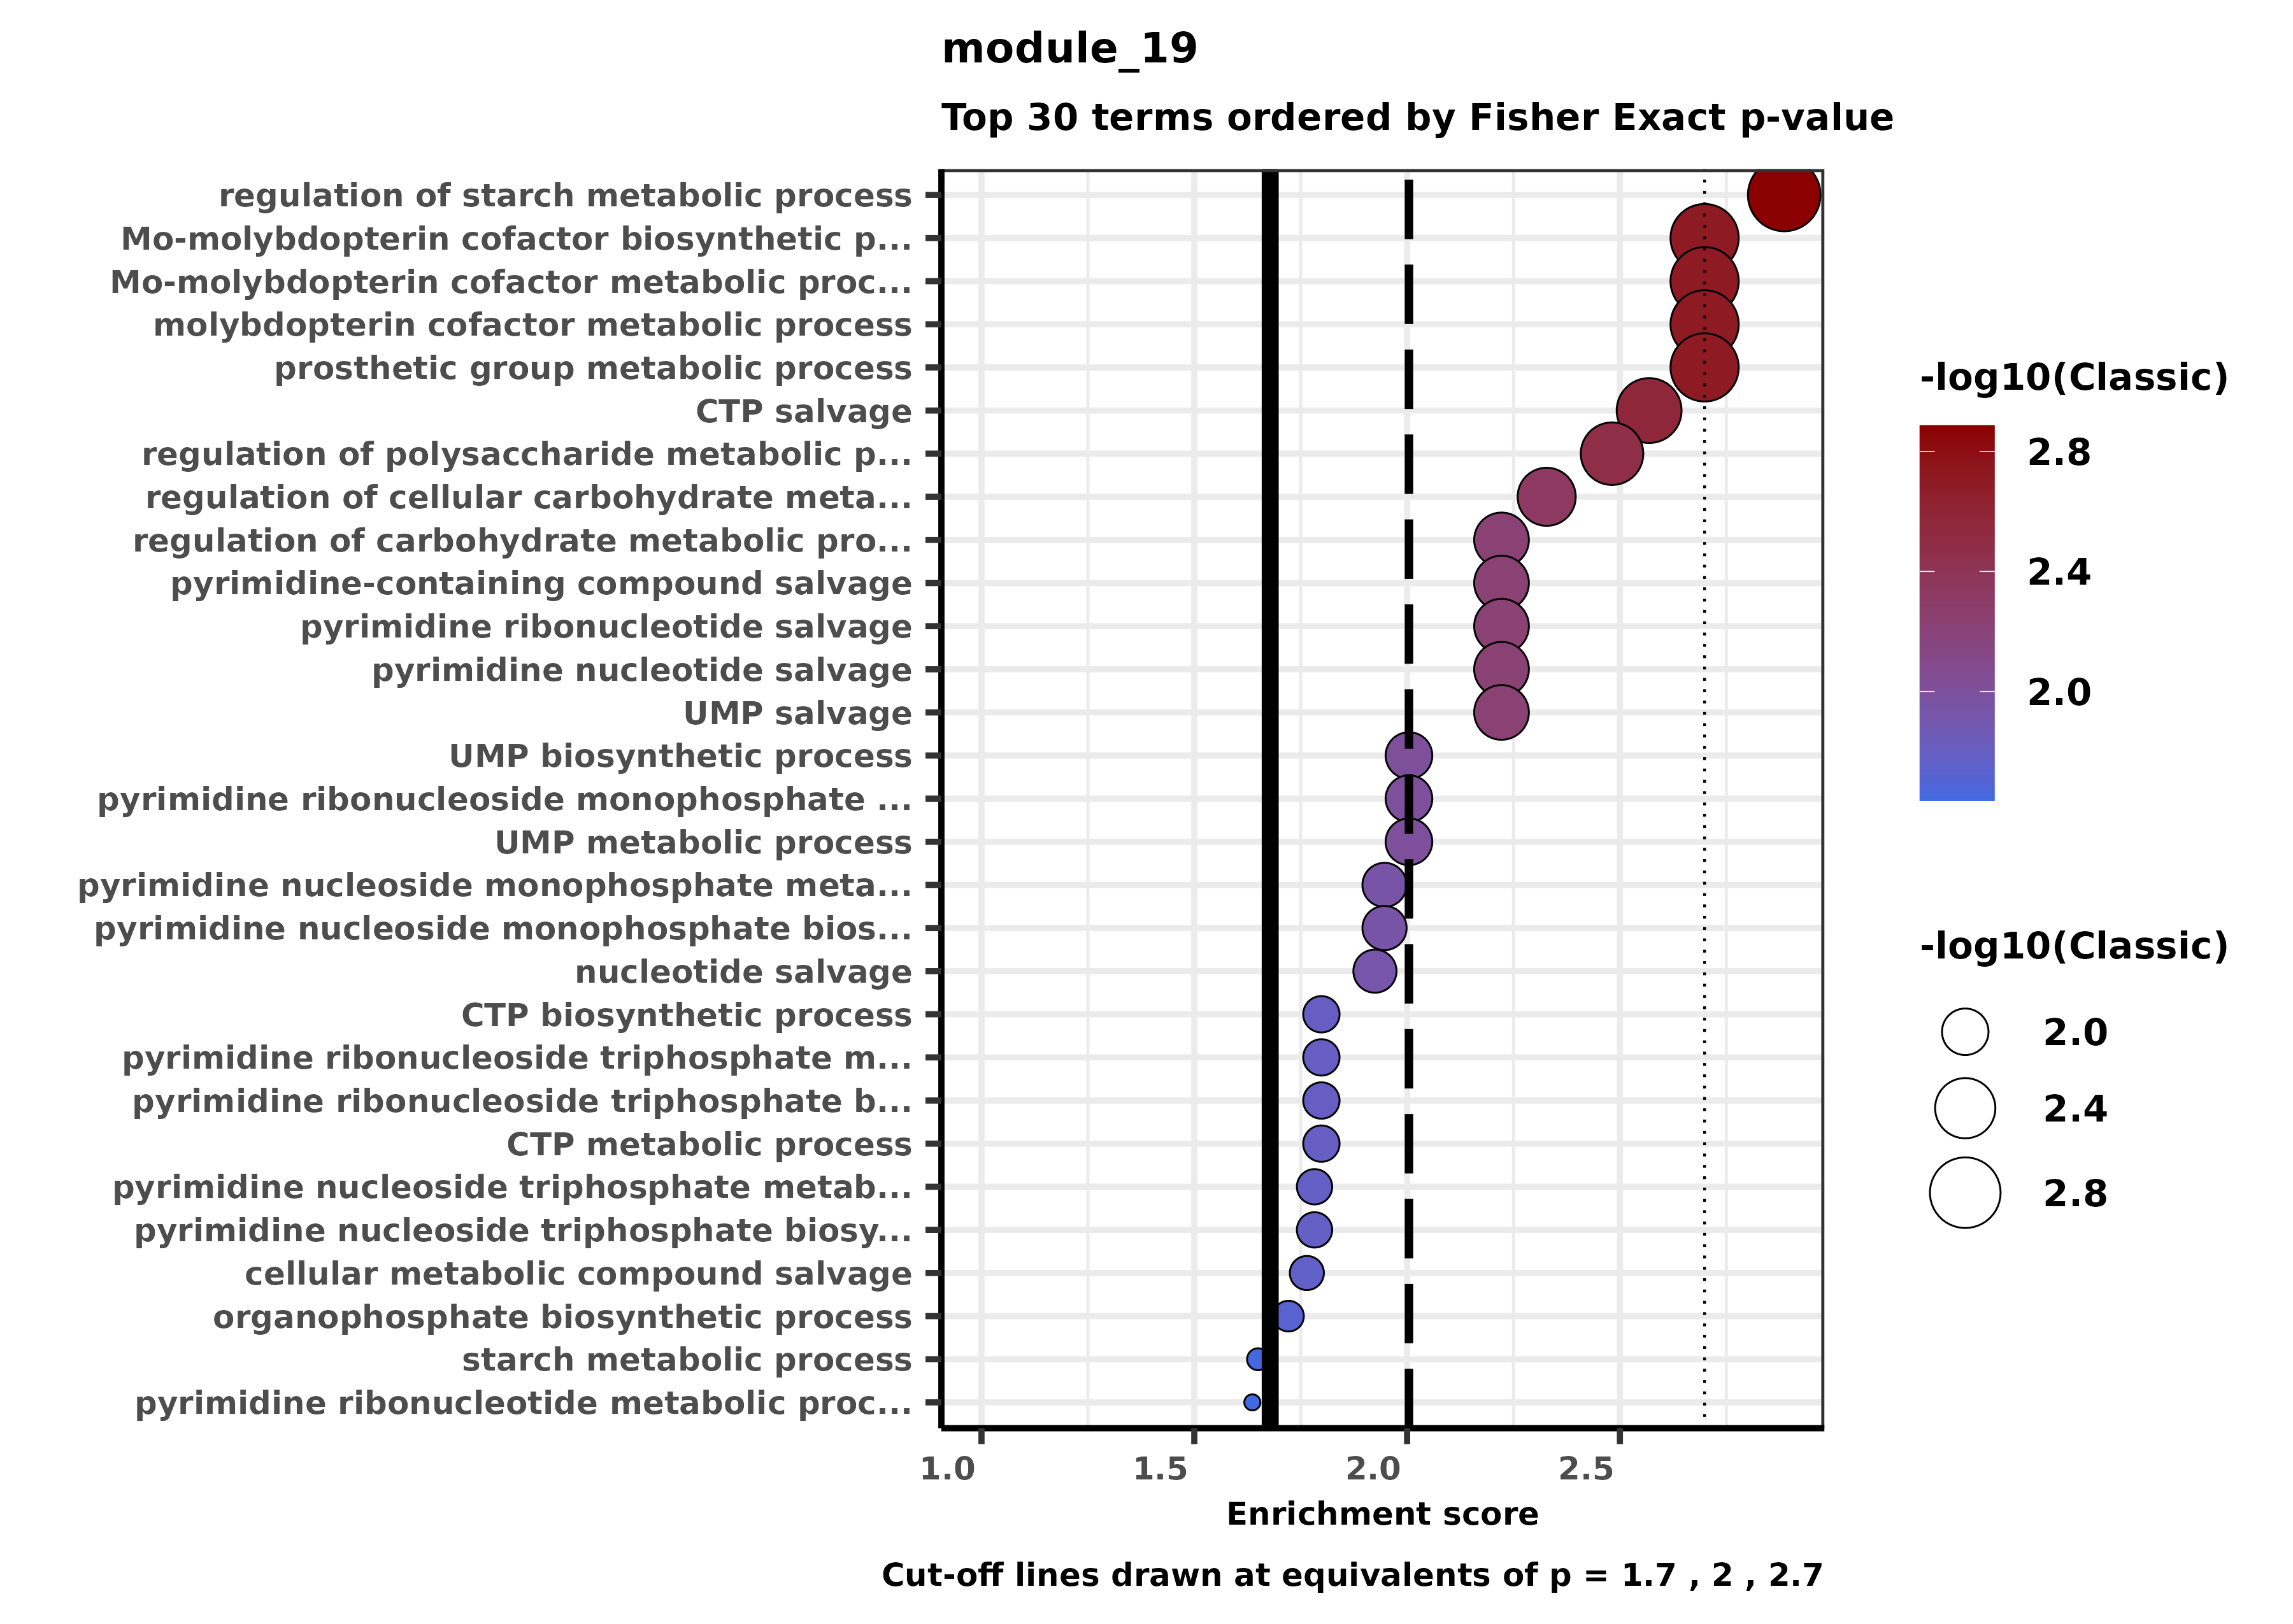 module_19
Top 30 terms ordered by Fisher Exact p-value
regulation of starch metabolic process
Mo-molybdopterin cofactor biosynthetic p...
Mo-molybdopterin cofactor metabolic proc...
molybdopterin cofactor metabolic process
prosthetic group metabolic process
CTP salvage
regulation of polysaccharide metabolic p...
regulation of cellular carbohydrate meta...
regulation of carbohydrate metabolic pro...
pyrimidine-containing compound salvage
pyrimidine ribonucleotide salvage
pyrimidine nucleotide salvage
UMP salvage
UMP biosynthetic process
pyrimidine ribonucleoside monophosphate ...
UMP metabolic process
pyrimidine nucleoside monophosphate meta...
pyrimidine nucleoside monophosphate bios...
nucleotide salvage
CTP biosynthetic process
pyrimidine ribonucleoside triphosphate m...
pyrimidine ribonucleoside triphosphate b...
CTP metabolic process
pyrimidine nucleoside triphosphate metab...
pyrimidine nucleoside triphosphate biosy...
cellular metabolic compound salvage
organophosphate biosynthetic process
starch metabolic process
pyrimidine ribonucleotide metabolic proc...
1.0 1.5 2.0 2.5
Enrichment score
Cut-off lines drawn at equivalents of p = 1.7 , 2 , 2.7
-log10(Classic)
2.8
2.4
2.0
-log10(Classic)
2.0
2.4
2.8